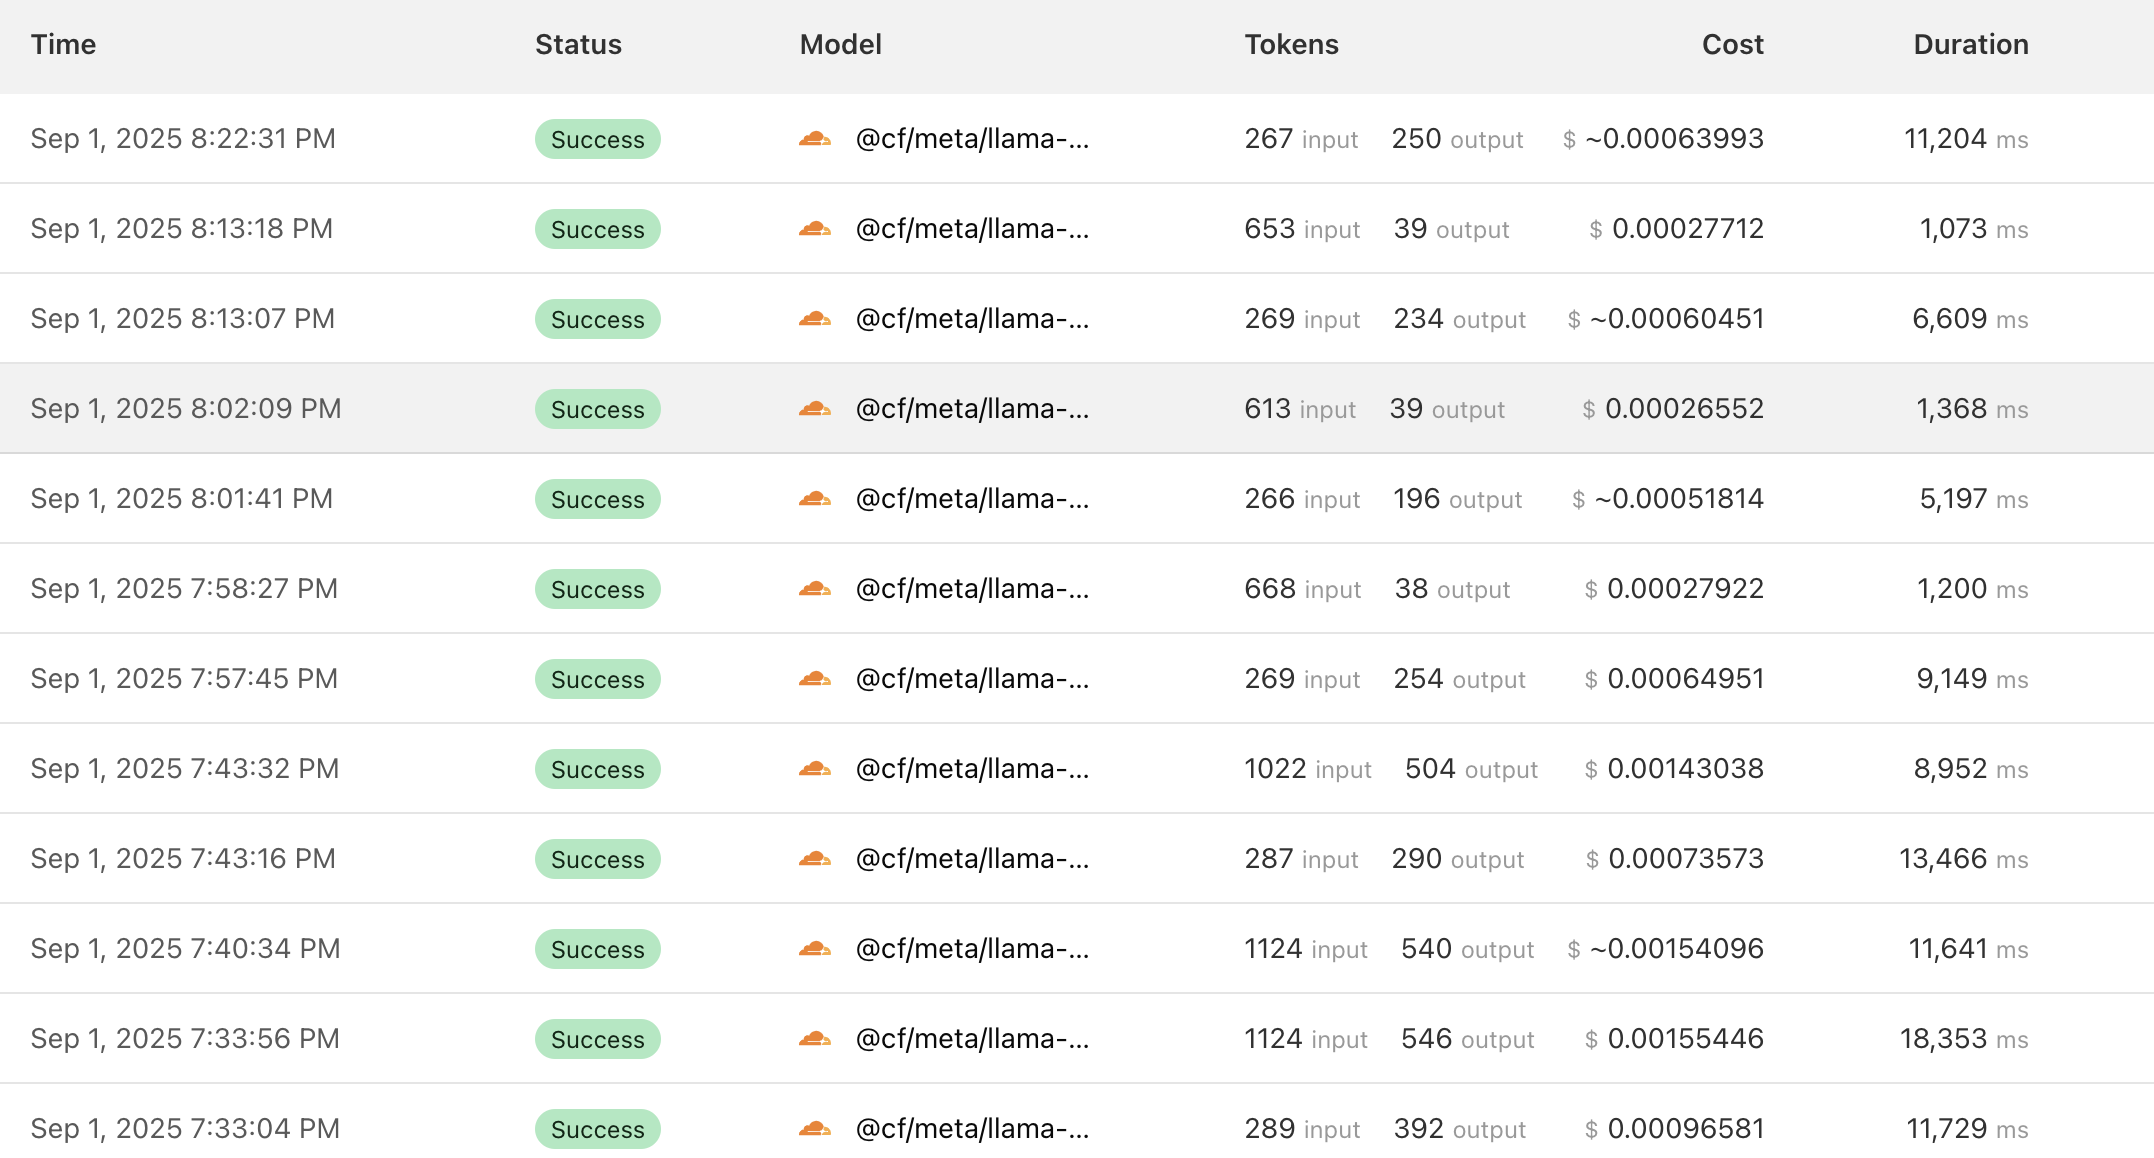 Time Status Model Tokens Cost Duration
Sep 1, 2025 8:22:31 PM Success @cf/meta/llama-... 267 input 250 output $ ~0.00063993 11,204 ms
Sep 1, 2025 8:13:18 PM Success @cf/meta/llama-... 653 input 39 output $ 0.00027712 1,073 ms
Sep 1, 2025 8:13:07 PM Success @cf/meta/llama-... 269 input 234 output $ ~0.00060451 6,609 ms
Sep 1, 2025 8:02:09 PM Success @cf/meta/llama-... 613 input 39 output $ 0.00026552 1,368 ms
Sep 1, 2025 8:01:41 PM Success @cf/meta/llama-... 266 input 196 output $ ~0.00051814 5,197 ms
Sep 1, 2025 7:58:27 PM Success @cf/meta/llama-... 668 input 38 output $ 0.00027922 1,200 ms
Sep 1, 2025 7:57:45 PM Success @cf/meta/llama-... 269 input 254 output $ 0.00064951 9,149 ms
Sep 1, 2025 7:43:32 PM Success @cf/meta/llama-... 1022 input 504 output $ 0.00143038 8,952 ms
Sep 1, 2025 7:43:16 PM Success @cf/meta/llama-... 287 input 290 output $ 0.00073573 13,466 ms
Sep 1, 2025 7:40:34 PM Success @cf/meta/llama-... 1124 input 540 output $ ~0.00154096 11,641 ms
Sep 1, 2025 7:33:56 PM Success @cf/meta/llama-... 1124 input 546 output $ 0.00155446 18,353 ms
Sep 1, 2025 7:33:04 PM Success @cf/meta/llama-... 289 input 392 output $ 0.00096581 11,729 ms